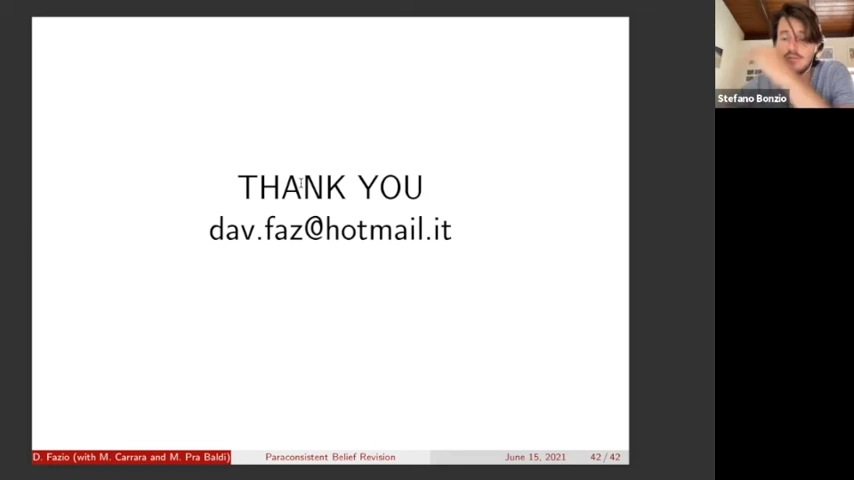 THANK YOU
dav.faz@hotmail.it
Stefano Bonzio
D. Fazio (with M. Carrara and M. Pra Baldi) Paraconsistent Belief Revision June 15, 2021 42 / 42